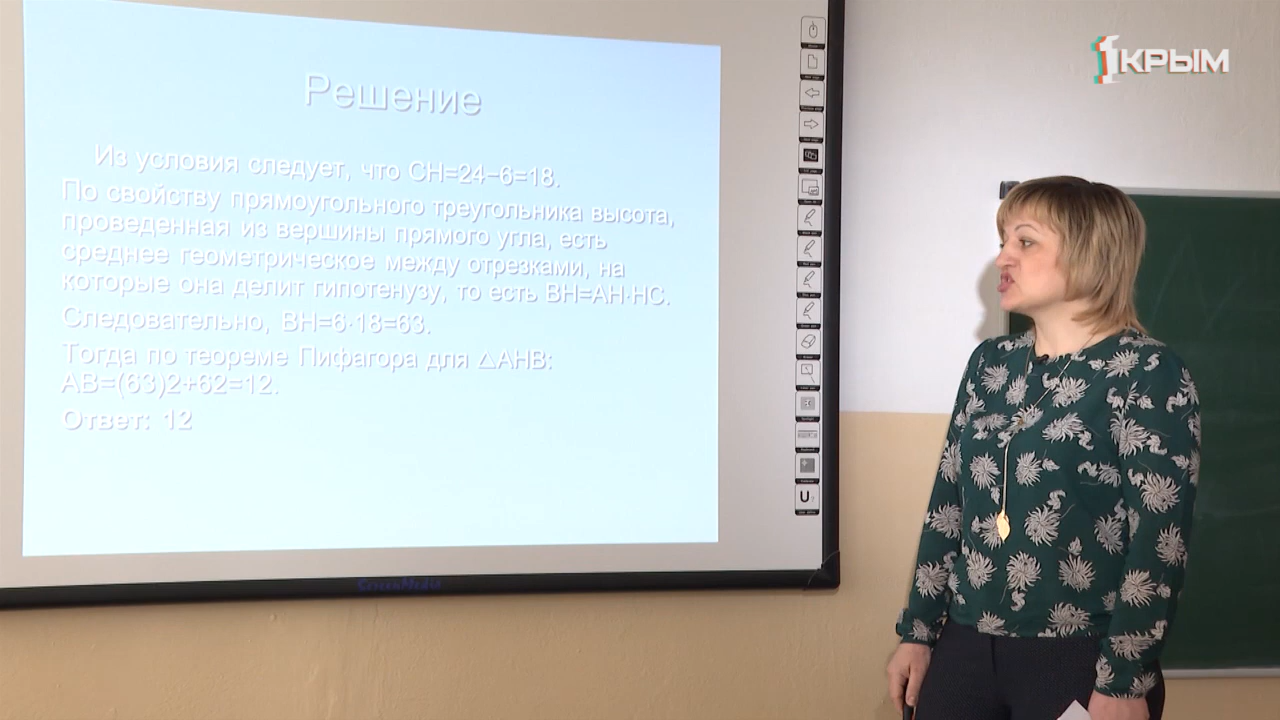 1КРЫМ
Решение
Из условия следует, что CH=24−6=18.
По свойству прямоугольного треугольника высота,
проведенная из вершины прямого угла, есть
среднее геометрическое между отрезками, на
которые она делит гипотенузу, то есть BH=AH·HC.
Следовательно, BH=6·18=63.
Тогда по теореме Пифагора для △AHB:
AB=(63)2+62=12.
Ответ: 12
ScreenMedia